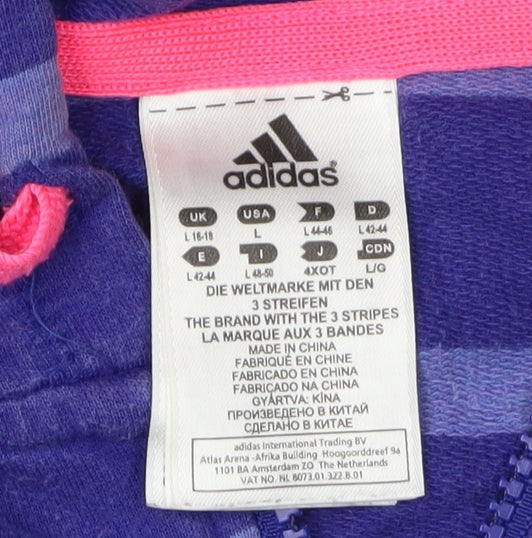 adidas®
UK USA F D
L 16-18 L L 44-46 D 42-44
E I J CDN
L 42-44 L 48-50 4XOT L/G
DIE WELTMARKE MIT DEN
3 STREIFEN
THE BRAND WITH THE 3 STRIPES
LA MARQUE AUX 3 BANDES
MADE IN CHINA
FABRIQUÉ EN CHINE
FABRICADO EN CHINA
FABRICADO NA CHINA
GYÁRTVA: KÍNA
ПРОИЗВЕДЕНО В КИТАЙ
СДЕЛАНО В КИТАЕ
adidas International Trading BV
Atlas Arena -Afrika Building Hoogoorddreef 9a
1101 BA Amsterdam ZO The Netherlands
VAT NO. NL 8073.01.322.B.01